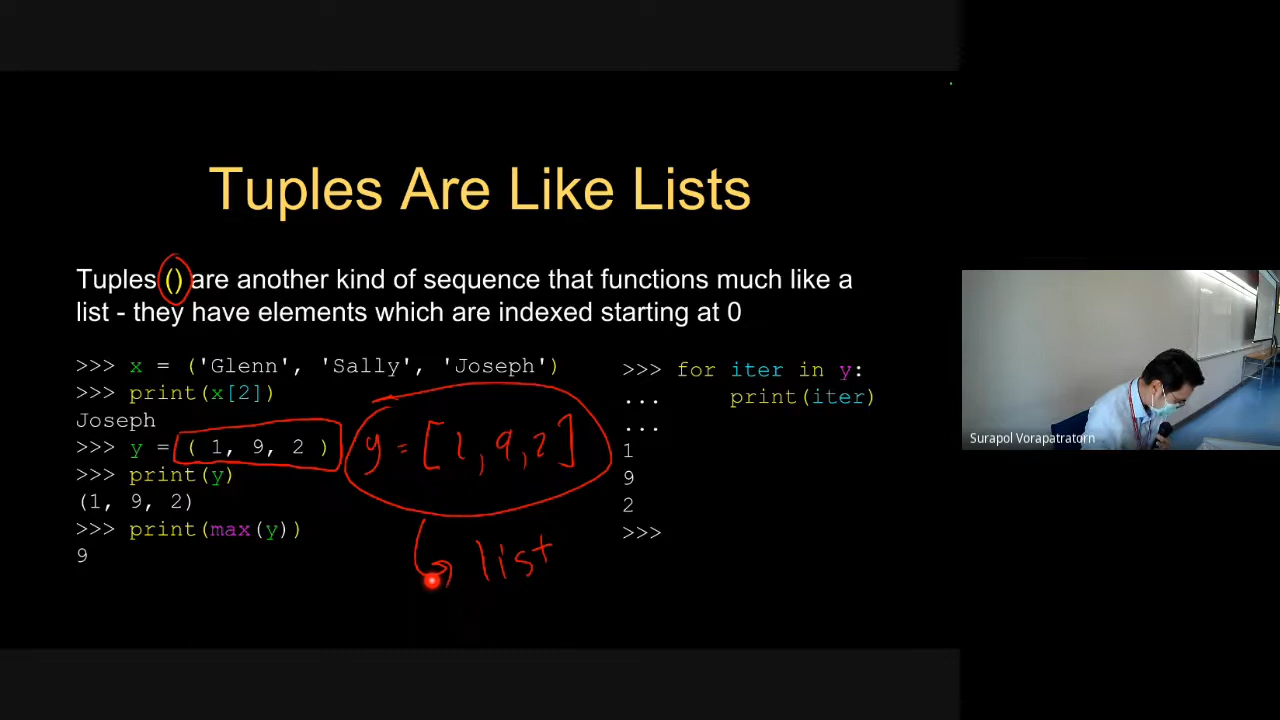 Tuples Are Like Lists
Tuples () are another kind of sequence that functions much like a
list - they have elements which are indexed starting at 0
>>> x = ('Glenn', 'Sally', 'Joseph')
>>> print(x[2])
Joseph
>>> y = ( 1, 9, 2 )
>>> print(y)
(1, 9, 2)
>>> print(max(y))
9
y = [1, 9, 2]
list
>>> for iter in y:
... print(iter)
...
1
9
2
>>>
Surapol Vorapatratorn